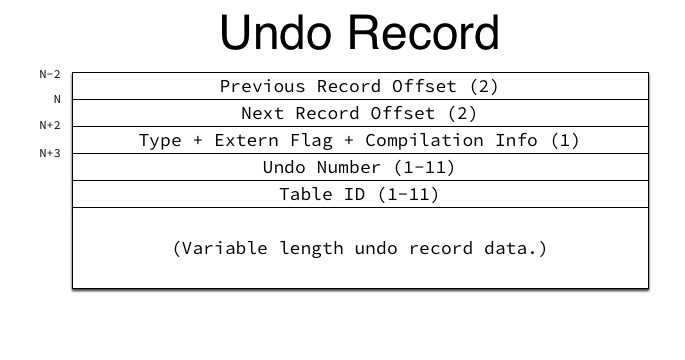 Undo Record
N-2
Previous Record Offset (2)
N
Next Record Offset (2)
N+2
Type + Extern Flag + Compilation Info (1)
N+3
Undo Number (1-11)
Table ID (1-11)
(Variable length undo record data.)